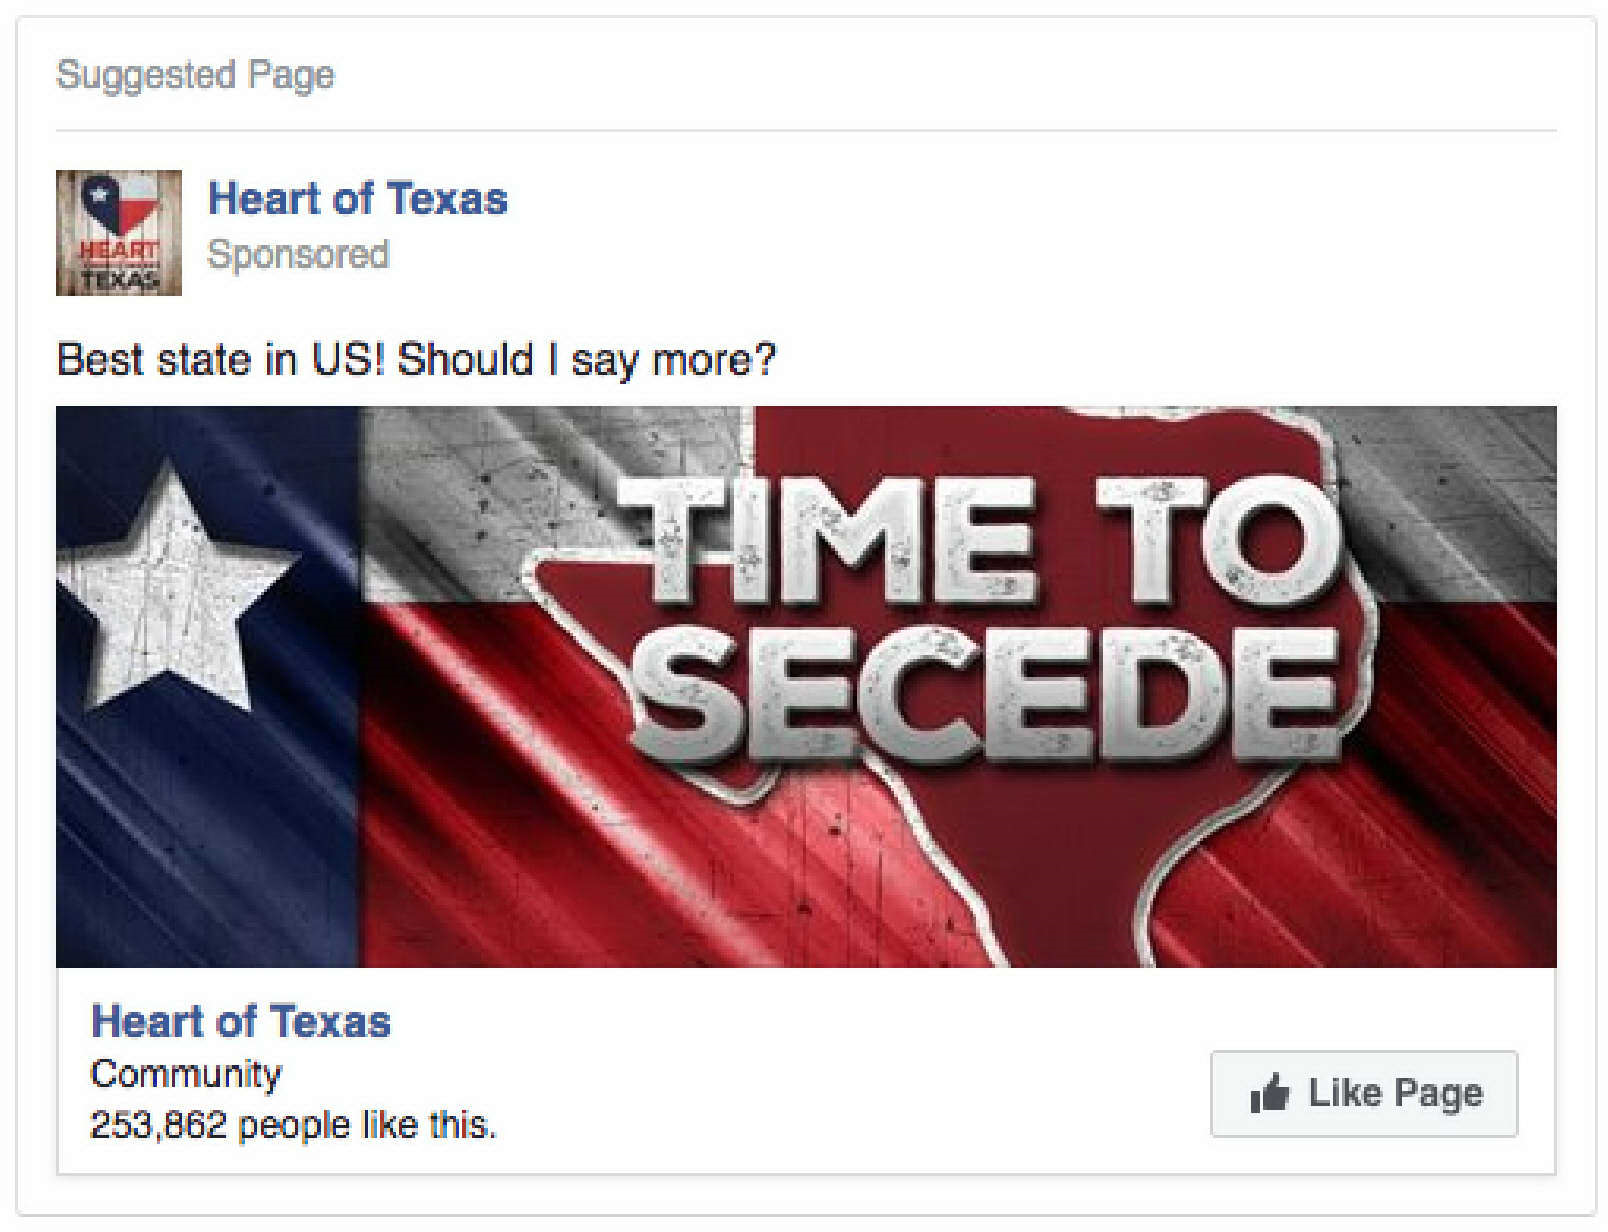 Suggested Page
HEART
TEXAS
Heart of Texas
Sponsored
Best state in US! Should I say more?
TIME TO
SECEDE
Heart of Texas
Community
253,862 people like this.
Like Page